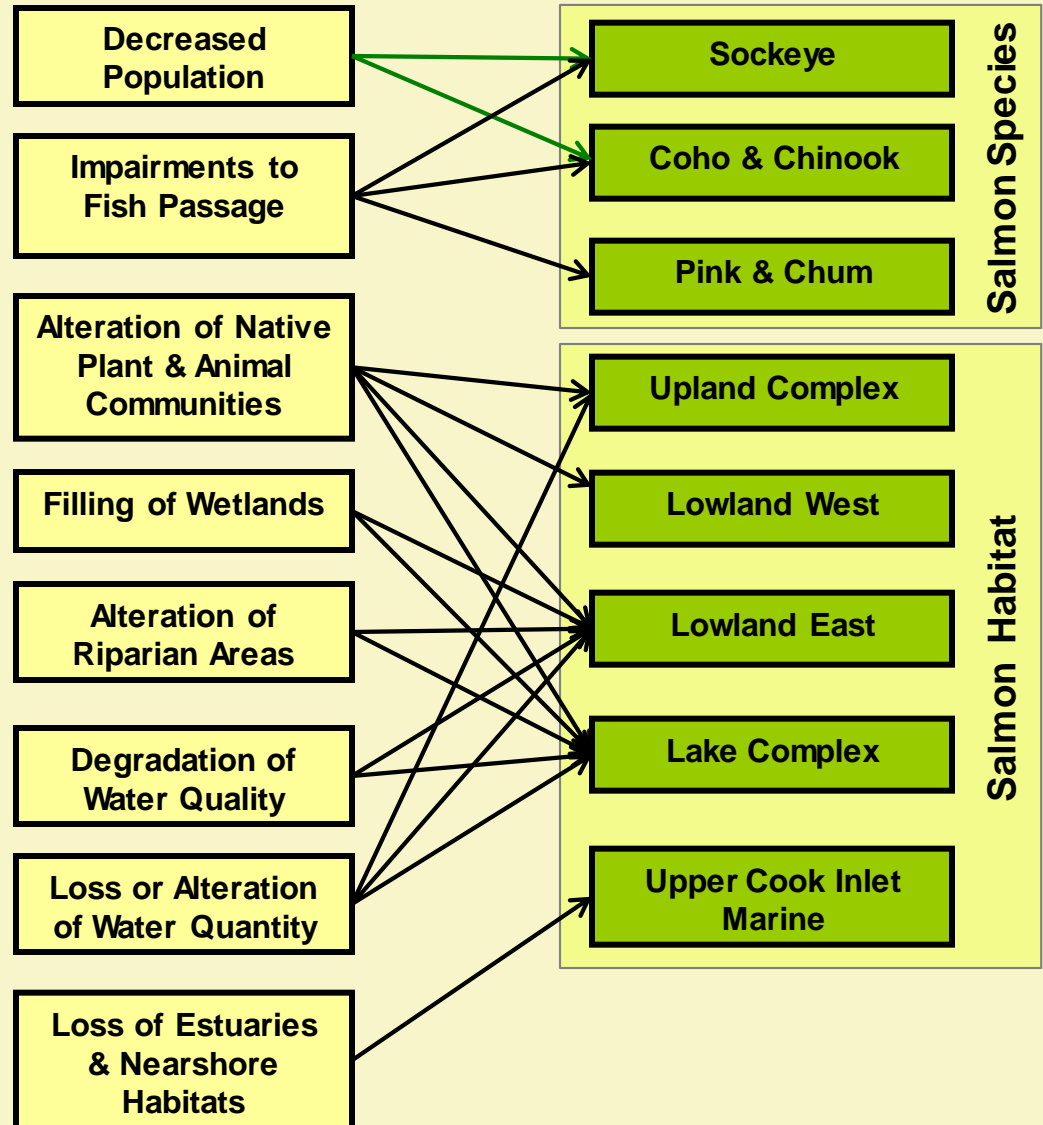 Decreased
Population
Impairments to
Fish Passage
Alteration of Native
Plant & Animal
Communities
Filling of Wetlands
Alteration of
Riparian Areas
Degradation of
Water Quality
Loss or Alteration
of Water Quantity
Loss of Estuaries
& Nearshore
Habitats
Sockeye
Coho & Chinook
Pink & Chum
Salmon Species
Upland Complex
Lowland West
Lowland East
Lake Complex
Upper Cook Inlet
Marine
Salmon Habitat